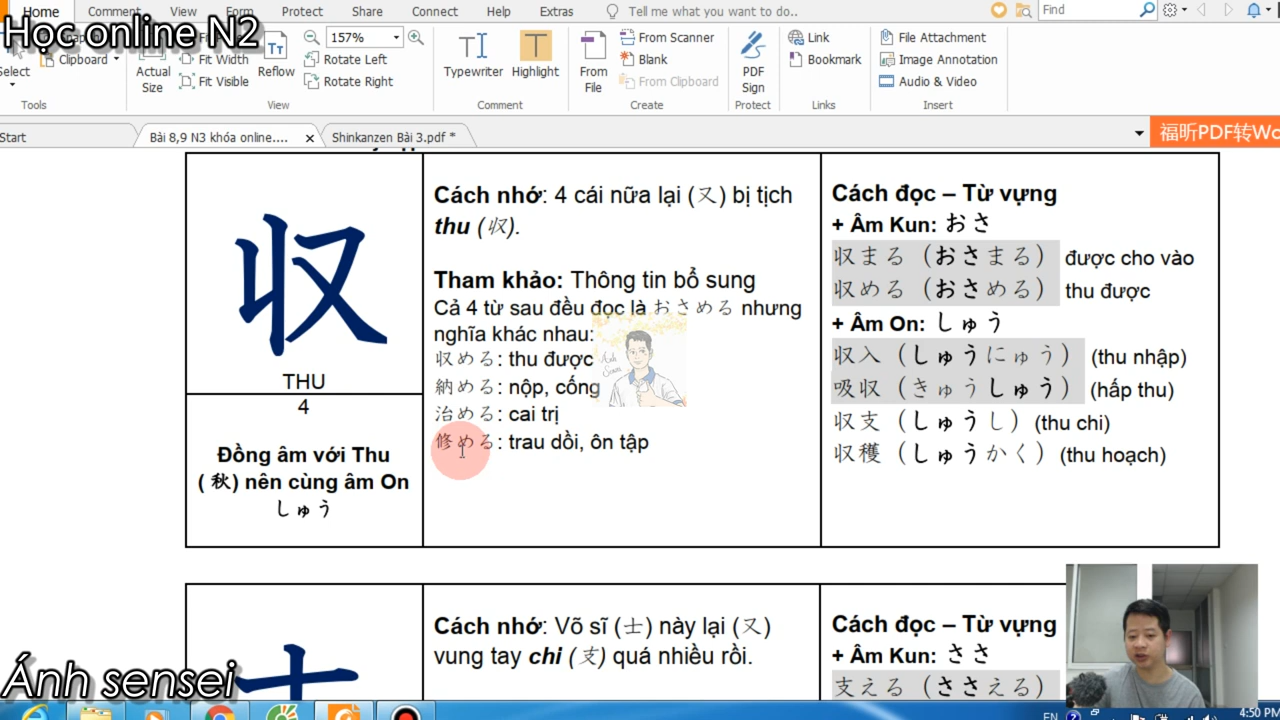 Home Comment View Form Protect Share Connect Help Extras Tell me what you want to do.. Find
Học online N2
Select
Clipboard
Actual Size
Fit Width
Fit Visible
Reflow
157%
Rotate Left
Rotate Right
Typewriter
Highlight
From File
From Scanner
Blank
From Clipboard
PDF Sign
Link
Bookmark
File Attachment
Image Annotation
Audio & Video
Tools View Comment Create Protect Links Insert
Start
Bài 8,9 N3 khóa online.... x
Shinkanzen Bài 3.pdf *
福昕PDF转Wo
収
THU
4
Đồng âm với Thu
( 秋) nên cùng âm On
しゅう
Cách nhớ: 4 cái nữa lại (又) bị tịch
thu (収).
Tham khảo: Thông tin bổ sung
Cả 4 từ sau đều đọc là おさめる nhưng
nghĩa khác nhau:
収める: thu được
納める: nộp, cống
治める: cai trị
修める: trau dồi, ôn tập
Ánh
Sensei
Cách đọc – Từ vựng
+ Âm Kun: おさ
収まる（おさまる） được cho vào
収める（おさめる） thu được
+ Âm On: しゅう
収入（しゅうにゅう） (thu nhập)
吸収（きゅうしゅう） (hấp thu)
収支（しゅうし） (thu chi)
収穫（しゅうかく） (thu hoạch)
Cách nhớ: Võ sĩ (士) này lại (又)
vung tay chi (支) quá nhiều rồi.
Cách đọc – Từ vựng
+ Âm Kun: ささ
支える（ささえる）
Ánh sensei
EN
4:50 PM